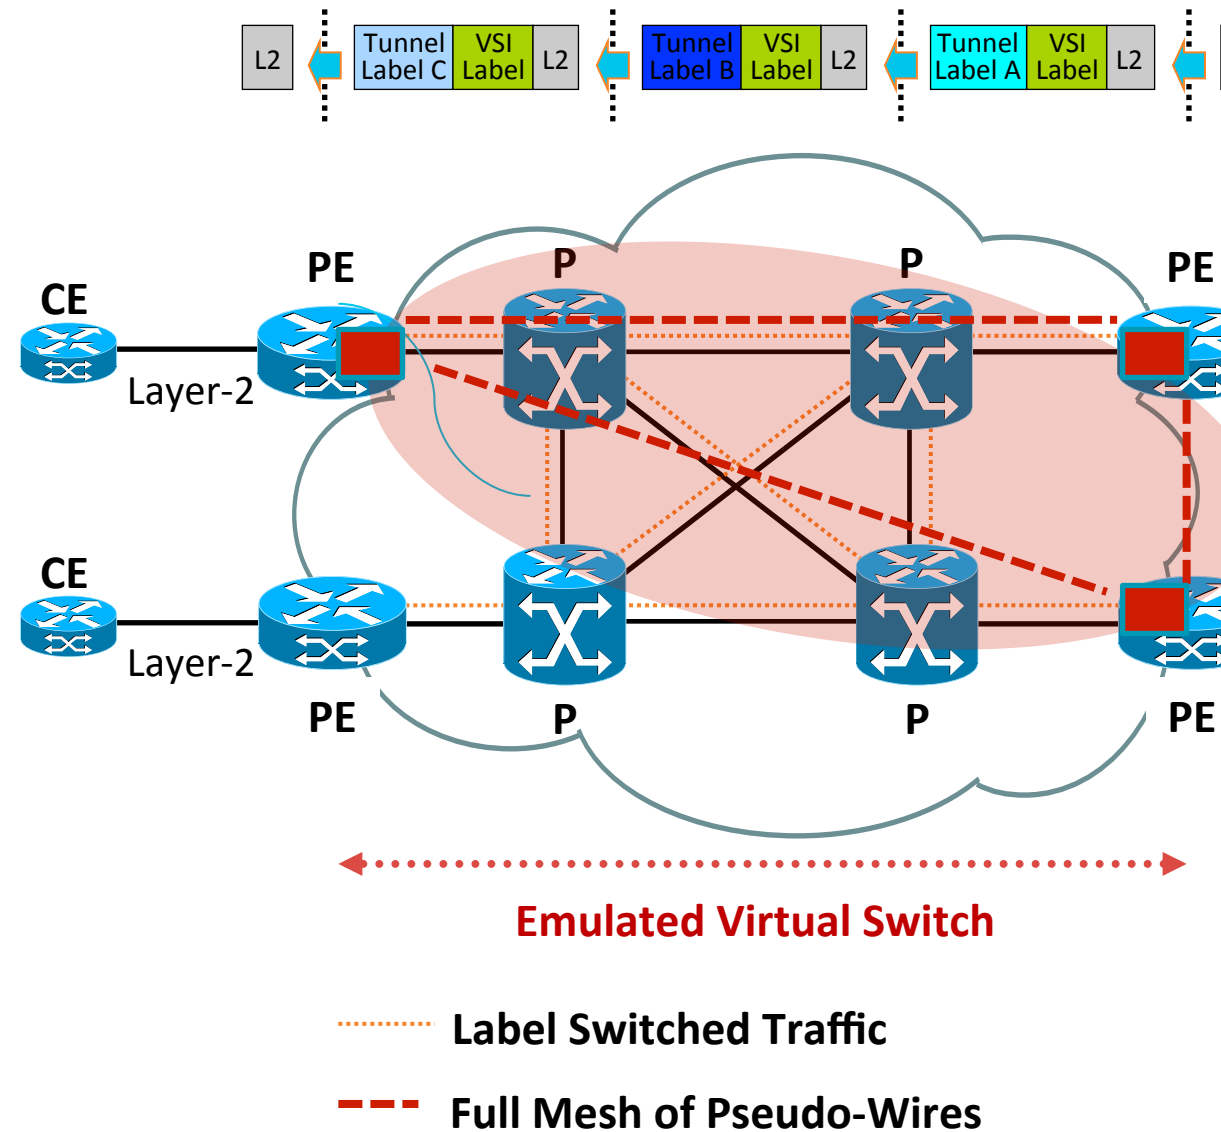 L2
Tunnel
Label C
VSI
Label
L2
Tunnel
Label B
VSI
Label
L2
Tunnel
Label A
VSI
Label
L2
PE
P
P
PE
CE
Layer-2
CE
Layer-2
PE
P
P
PE
Emulated Virtual Switch
Label Switched Traffic
Full Mesh of Pseudo-Wires